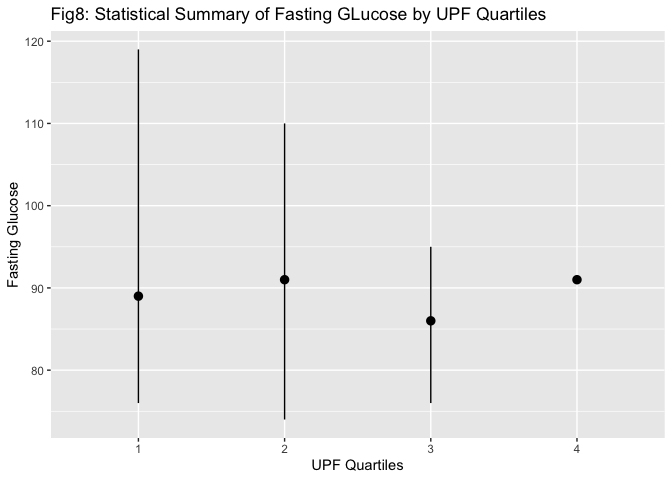 Fig8: Statistical Summary of Fasting GLucose by UPF Quartiles
120
110
100
90
80
Fasting Glucose
1 2 3 4
UPF Quartiles